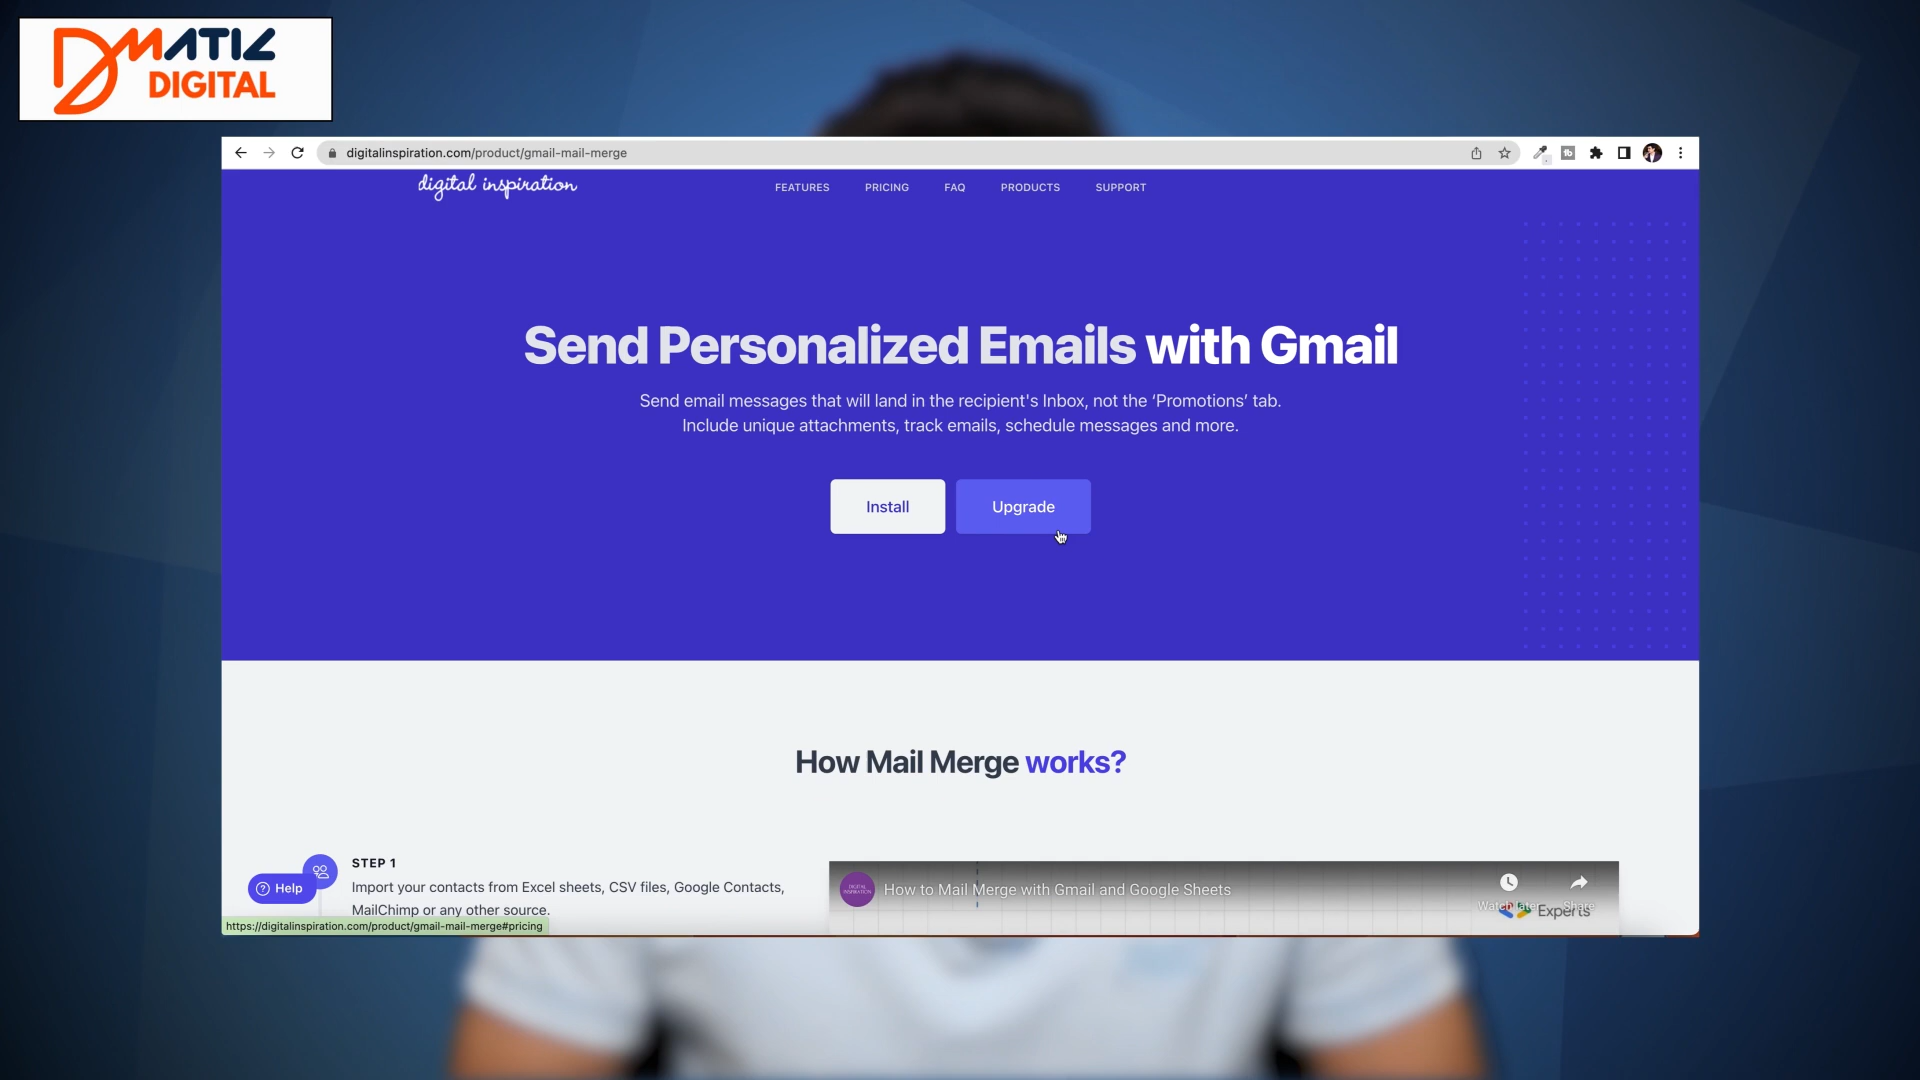 DMATIC
DIGITAL
digitalinspiration.com/product/gmail-mail-merge
digital inspiration
FEATURES PRICING FAQ PRODUCTS SUPPORT
Send Personalized Emails with Gmail
Send email messages that will land in the recipient's Inbox, not the ‘Promotions’ tab.
Include unique attachments, track emails, schedule messages and more.
Install Upgrade
How Mail Merge works?
STEP 1
Import your contacts from Excel sheets, CSV files, Google Contacts,
MailChimp or any other source.
Help
How to Mail Merge with Gmail and Google Sheets
Watch later Share
Experts
https://digitalinspiration.com/product/gmail-mail-merge#pricing